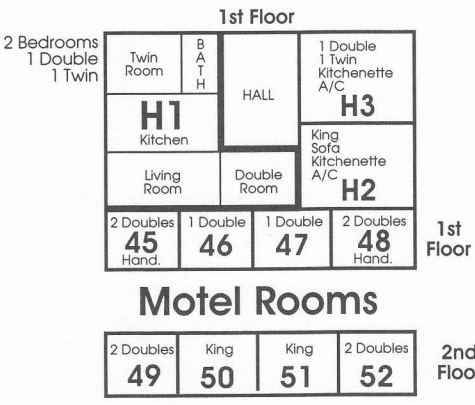 1st Floor
2 Bedrooms
1 Double
1 Twin
Twin
Room
BATH
HALL
1 Double
1 Twin
Kitchenette
A/C
H3
H1
Kitchen
King
Sofa
Kitchenette
A/C
H2
Living
Room
Double
Room
2 Doubles
45
Hand.
1 Double
46
1 Double
47
2 Doubles
48
Hand.
1st
Floor
Motel Rooms
2 Doubles
49
King
50
King
51
2 Doubles
52
2nd
Floo